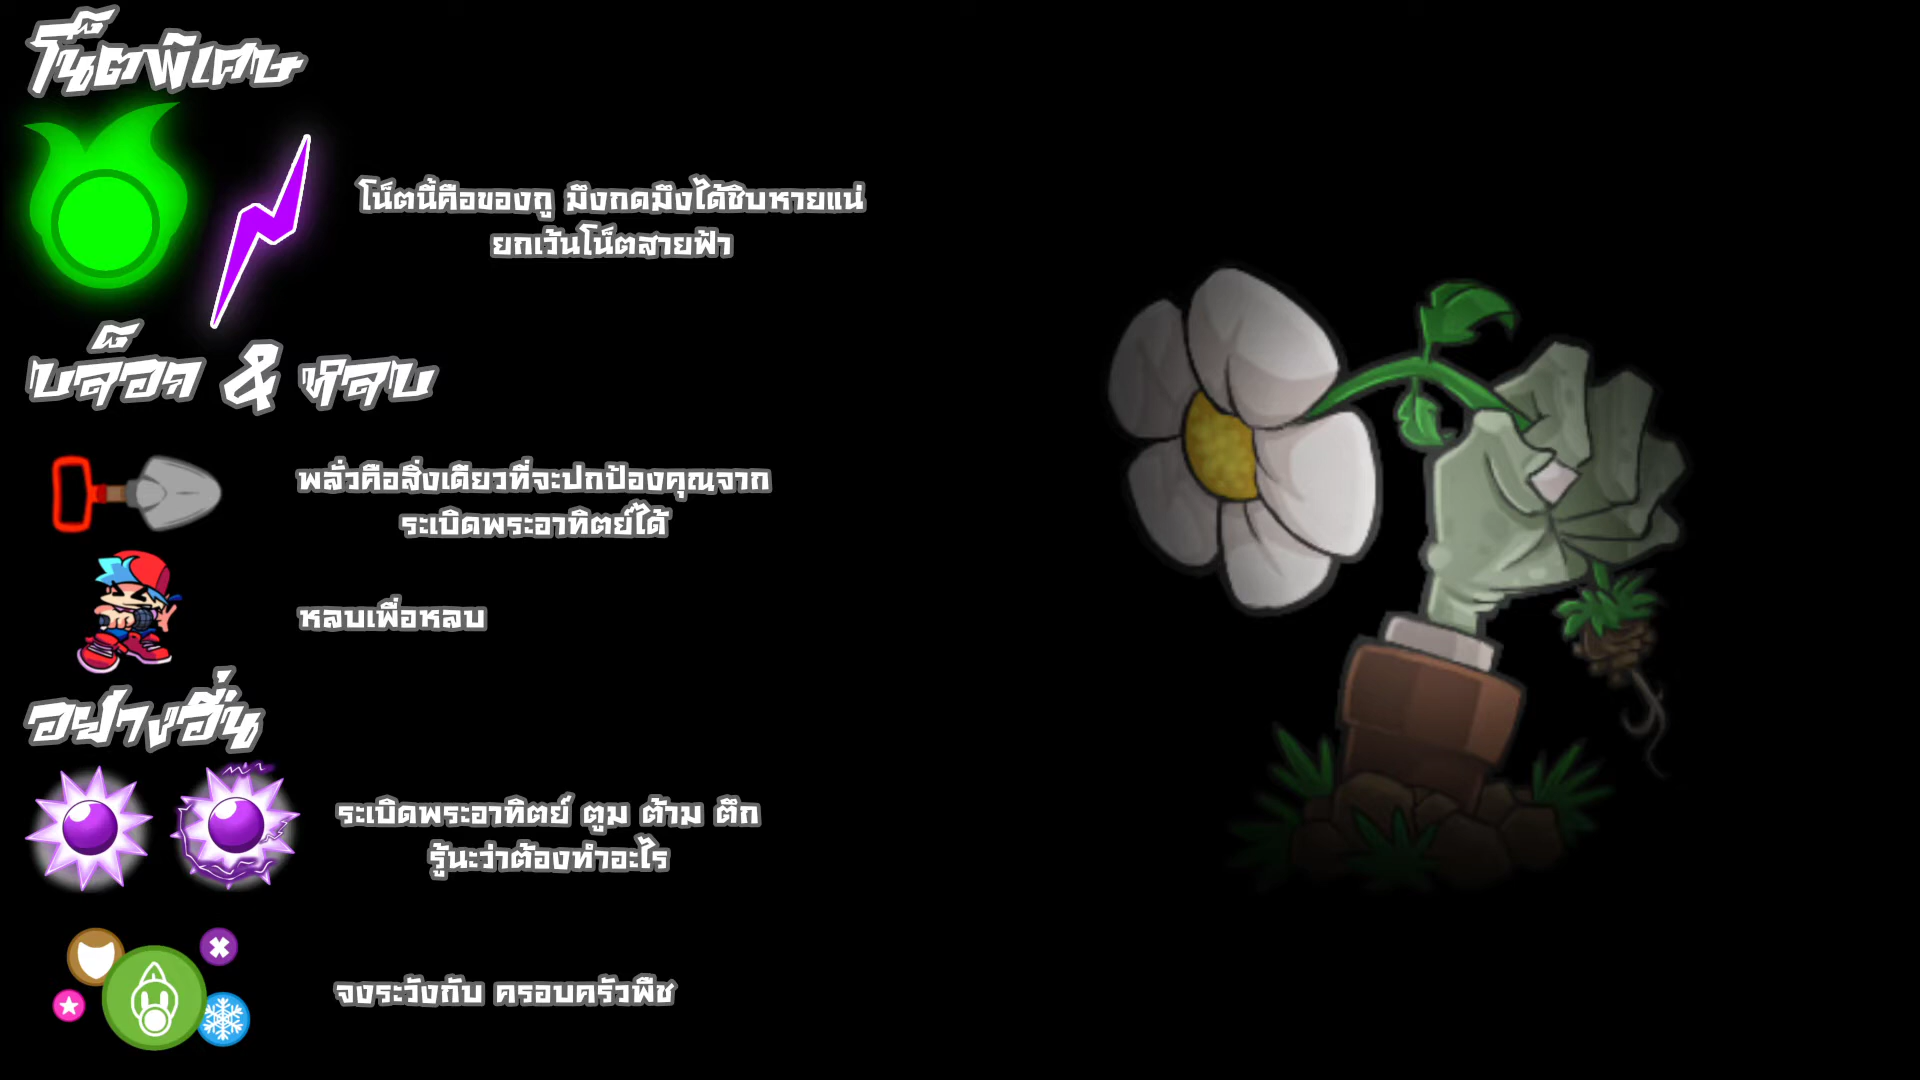 โน๊ตพิเศษ
โน็ตนี้คือของกู มึงกดมึงได้ชิบหายแน่
ยกเว้นโน็ตสายฟ้า
บล๊อก & หลบ
พลั่วคือสิ่งเดียวที่จะปกป้องคุณจาก
ระเบิดพระอาทิตย์ได้
หลบเพื่อหลบ
อย่างอื่น
ระเบิดพระอาทิตย์ ตูม ต้าม ตึก
รู้นะว่าต้องทำอะไร
จงระวังกับ ครอบครัวพืช